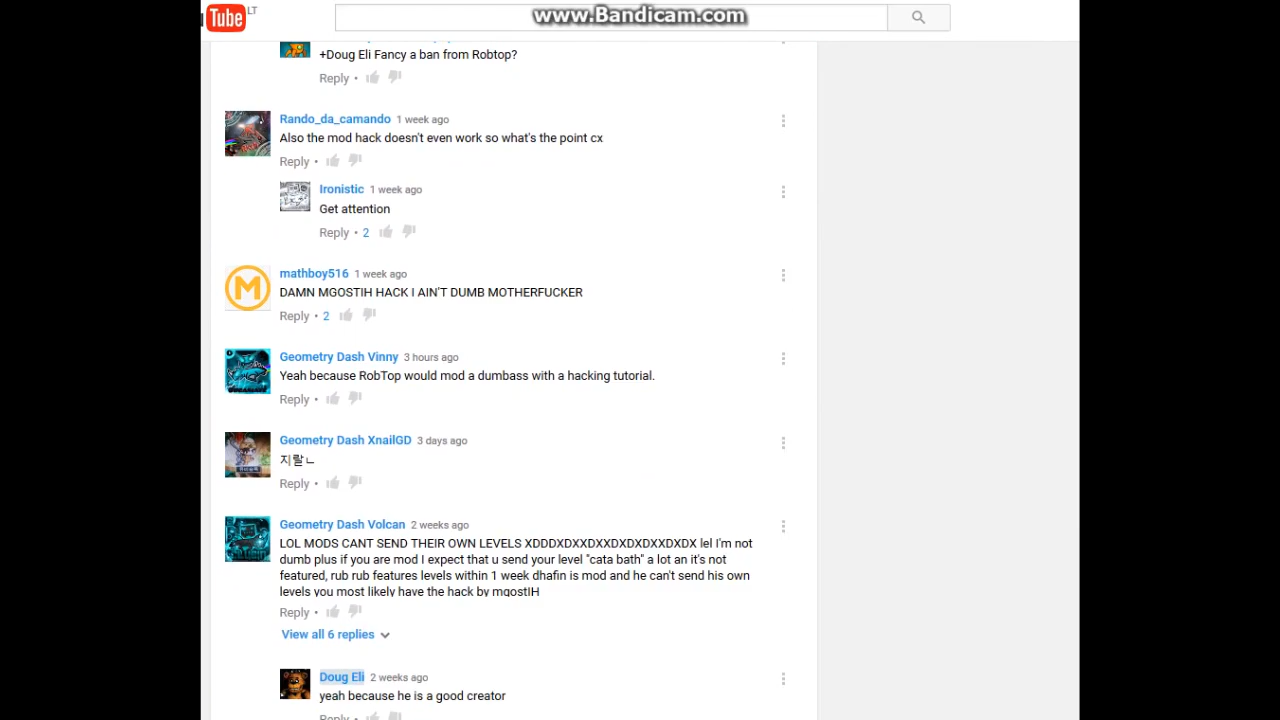 Tube LT
www.Bandicam.com
+Doug Eli Fancy a ban from Robtop?
Reply •
Rando_da_camando 1 week ago
Also the mod hack doesn't even work so what's the point cx
Reply •
Ironistic 1 week ago
Get attention
Reply • 2
mathboy516 1 week ago
DAMN MGOSTIH HACK I AIN'T DUMB MOTHERFUCKER
Reply • 2
Geometry Dash Vinny 3 hours ago
Yeah because RobTop would mod a dumbass with a hacking tutorial.
Reply •
Geometry Dash XnailGD 3 days ago
지랄ㄴ
Reply •
Geometry Dash Volcan 2 weeks ago
LOL MODS CANT SEND THEIR OWN LEVELS XDDDXDXXDXXDXDXDXXDXDX lel I'm not
dumb plus if you are mod I expect that u send your level "cata bath" a lot an it's not
featured, rub rub features levels within 1 week dhafin is mod and he can't send his own
levels you most likely have the hack by mgostIH
Reply •
View all 6 replies
Doug Eli 2 weeks ago
yeah because he is a good creator
Reply •